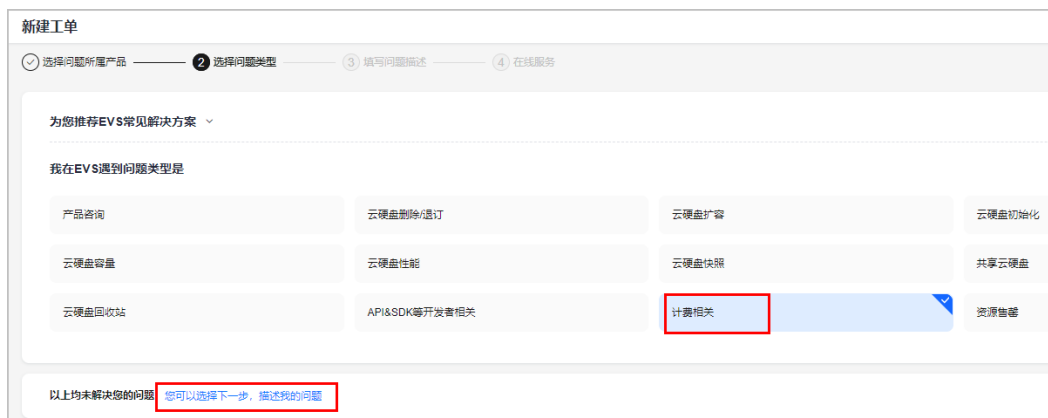 新建工单
选择问题所属产品 2 选择问题类型 3 填写问题描述 4 在线服务
为您推荐EVS常见解决方案
我在EVS遇到问题类型是
产品咨询 云硬盘删除/退订 云硬盘扩容 云硬盘初始化
云硬盘容量 云硬盘性能 云硬盘快照 共享云硬盘
云硬盘回收站 API&SDK等开发者相关 计费相关 资源售罄
以上均未解决您的问题 您可以选择下一步，描述我的问题